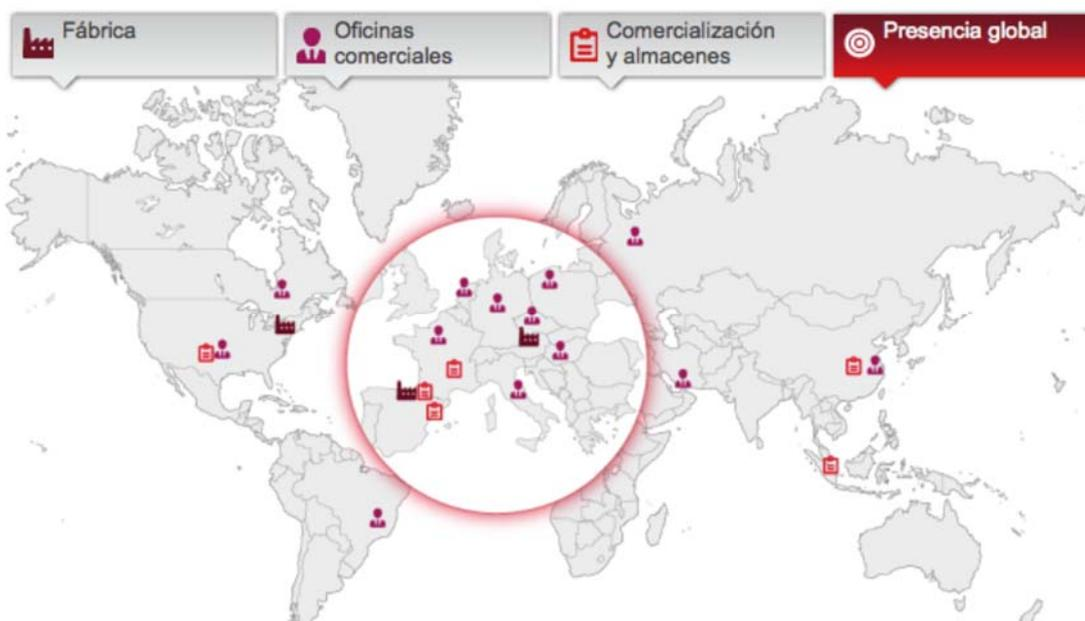 Fábrica
Oficinas
comerciales
Comercialización
y almacenes
Presencia global